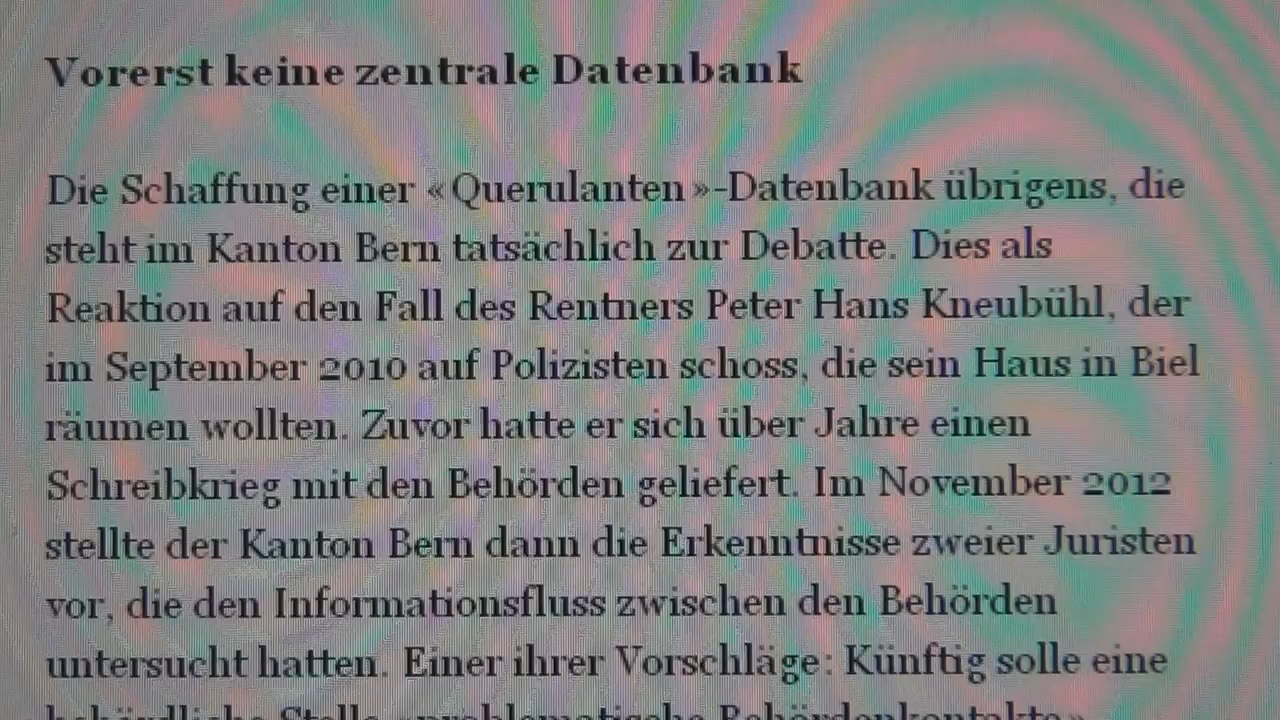 Vorerst keine zentrale Datenbank
Die Schaffung einer «Querulanten»-Datenbank übrigens, die
steht im Kanton Bern tatsächlich zur Debatte. Dies als
Reaktion auf den Fall des Rentners Peter Hans Kneubühl, der
im September 2010 auf Polizisten schoss, die sein Haus in Biel
räumen wollten. Zuvor hatte er sich über Jahre einen
Schreibkrieg mit den Behörden geliefert. Im November 2012
stellte der Kanton Bern dann die Erkenntnisse zweier Juristen
vor, die den Informationsfluss zwischen den Behörden
untersucht hatten. Einer ihrer Vorschläge: Künftig solle eine
behördliche Stelle «problematische Behördenkontakte»